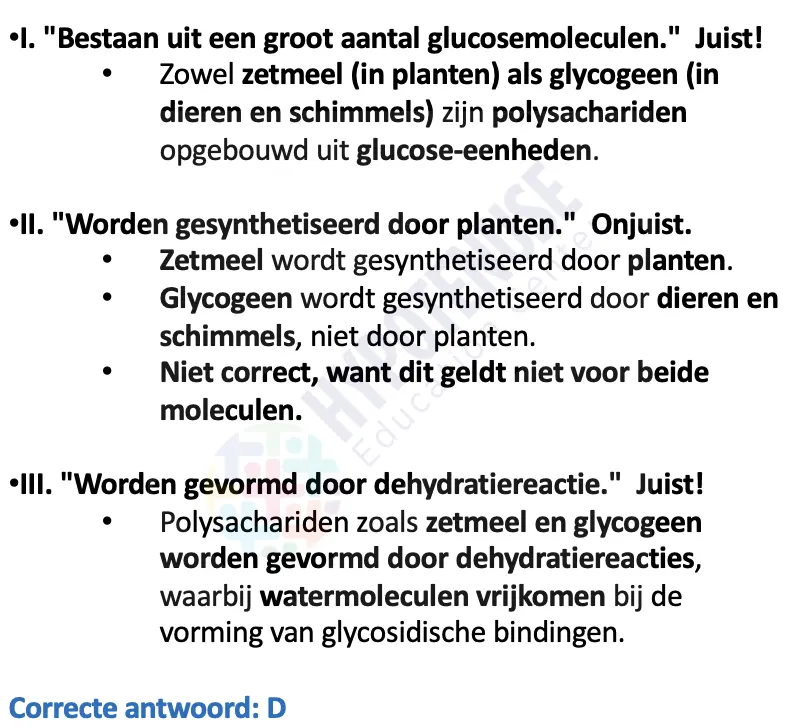 •I. "Bestaan uit een groot aantal glucosemoleculen." Juist!
• Zowel zetmeel (in planten) als glycogeen (in
dieren en schimmels) zijn polysachariden
opgebouwd uit glucose-eenheden.
•II. "Worden gesynthetiseerd door planten." Onjuist.
• Zetmeel wordt gesynthetiseerd door planten.
• Glycogeen wordt gesynthetiseerd door dieren en
schimmels, niet door planten.
• Niet correct, want dit geldt niet voor beide
moleculen.
•III. "Worden gevormd door dehydratiereactie." Juist!
• Polysachariden zoals zetmeel en glycogeen
worden gevormd door dehydratiereacties,
waarbij watermoleculen vrijkomen bij de
vorming van glycosidische bindingen.
Correcte antwoord: D
HYPOTENUSE
Education